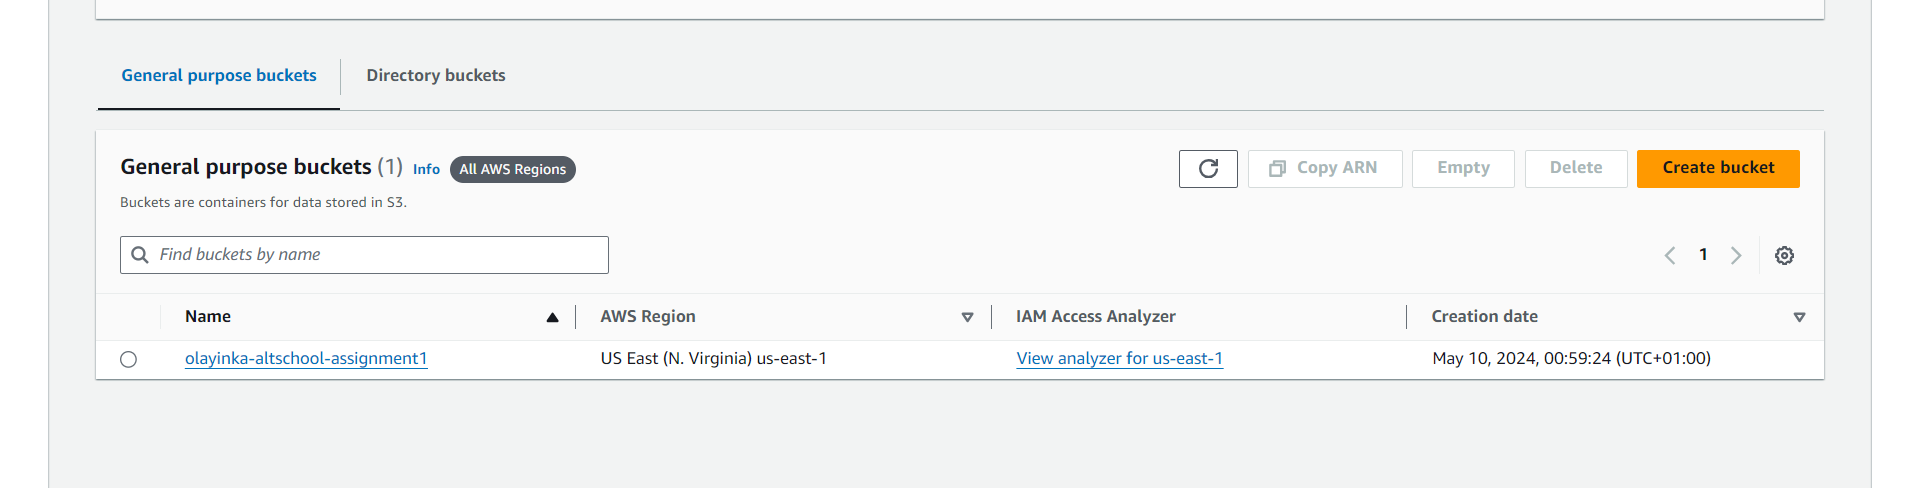 General purpose buckets Directory buckets
General purpose buckets (1) Info All AWS Regions Copy ARN Empty Delete Create bucket
Buckets are containers for data stored in S3.
Find buckets by name 1
Name AWS Region IAM Access Analyzer Creation date
olayinka-altschool-assignment1 US East (N. Virginia) us-east-1 View analyzer for us-east-1 May 10, 2024, 00:59:24 (UTC+01:00)